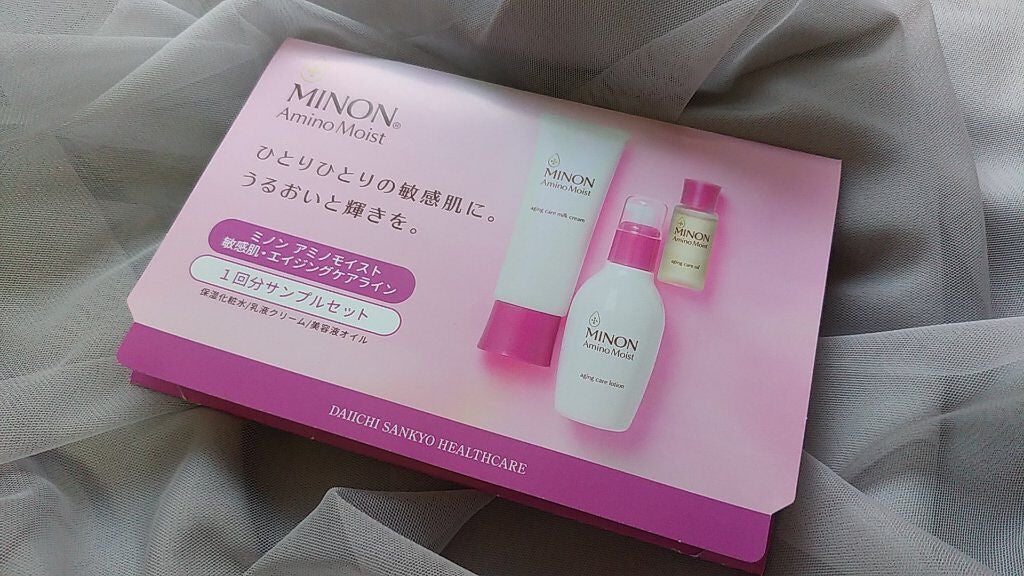 MINON®
Amino Moist
ひとりひとりの敏感肌に。
うるおいと輝きを。
ミノン アミノモイスト
敏感肌・エイジングケアライン
1回分サンプルセット
保湿化粧水/乳液クリーム/美容液オイル
MINON
Amino Moist
aging care milk cream
MINON
Amino Moist
aging care oil
MINON
Amino Moist
aging care lotion
DAIICHI SANKYO HEALTHCARE